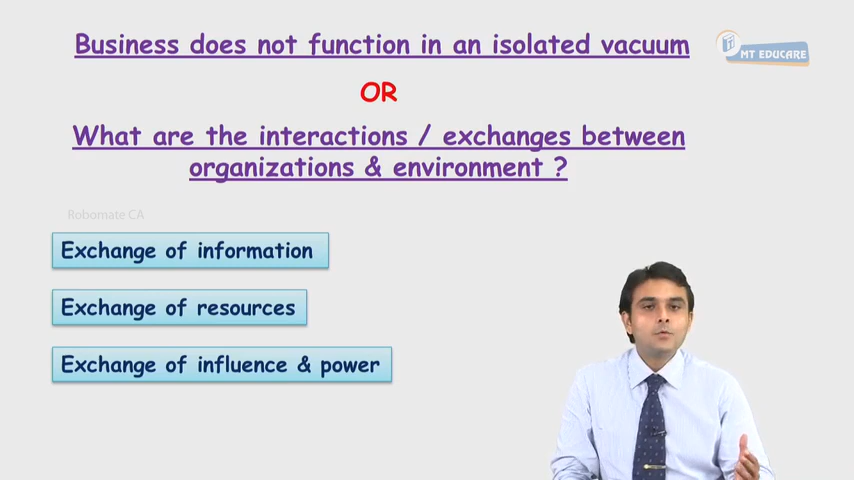 Business does not function in an isolated vacuum
MT EDUCARE
OR
What are the interactions / exchanges between
organizations & environment ?
Robomate CA
Exchange of information
Exchange of resources
Exchange of influence & power